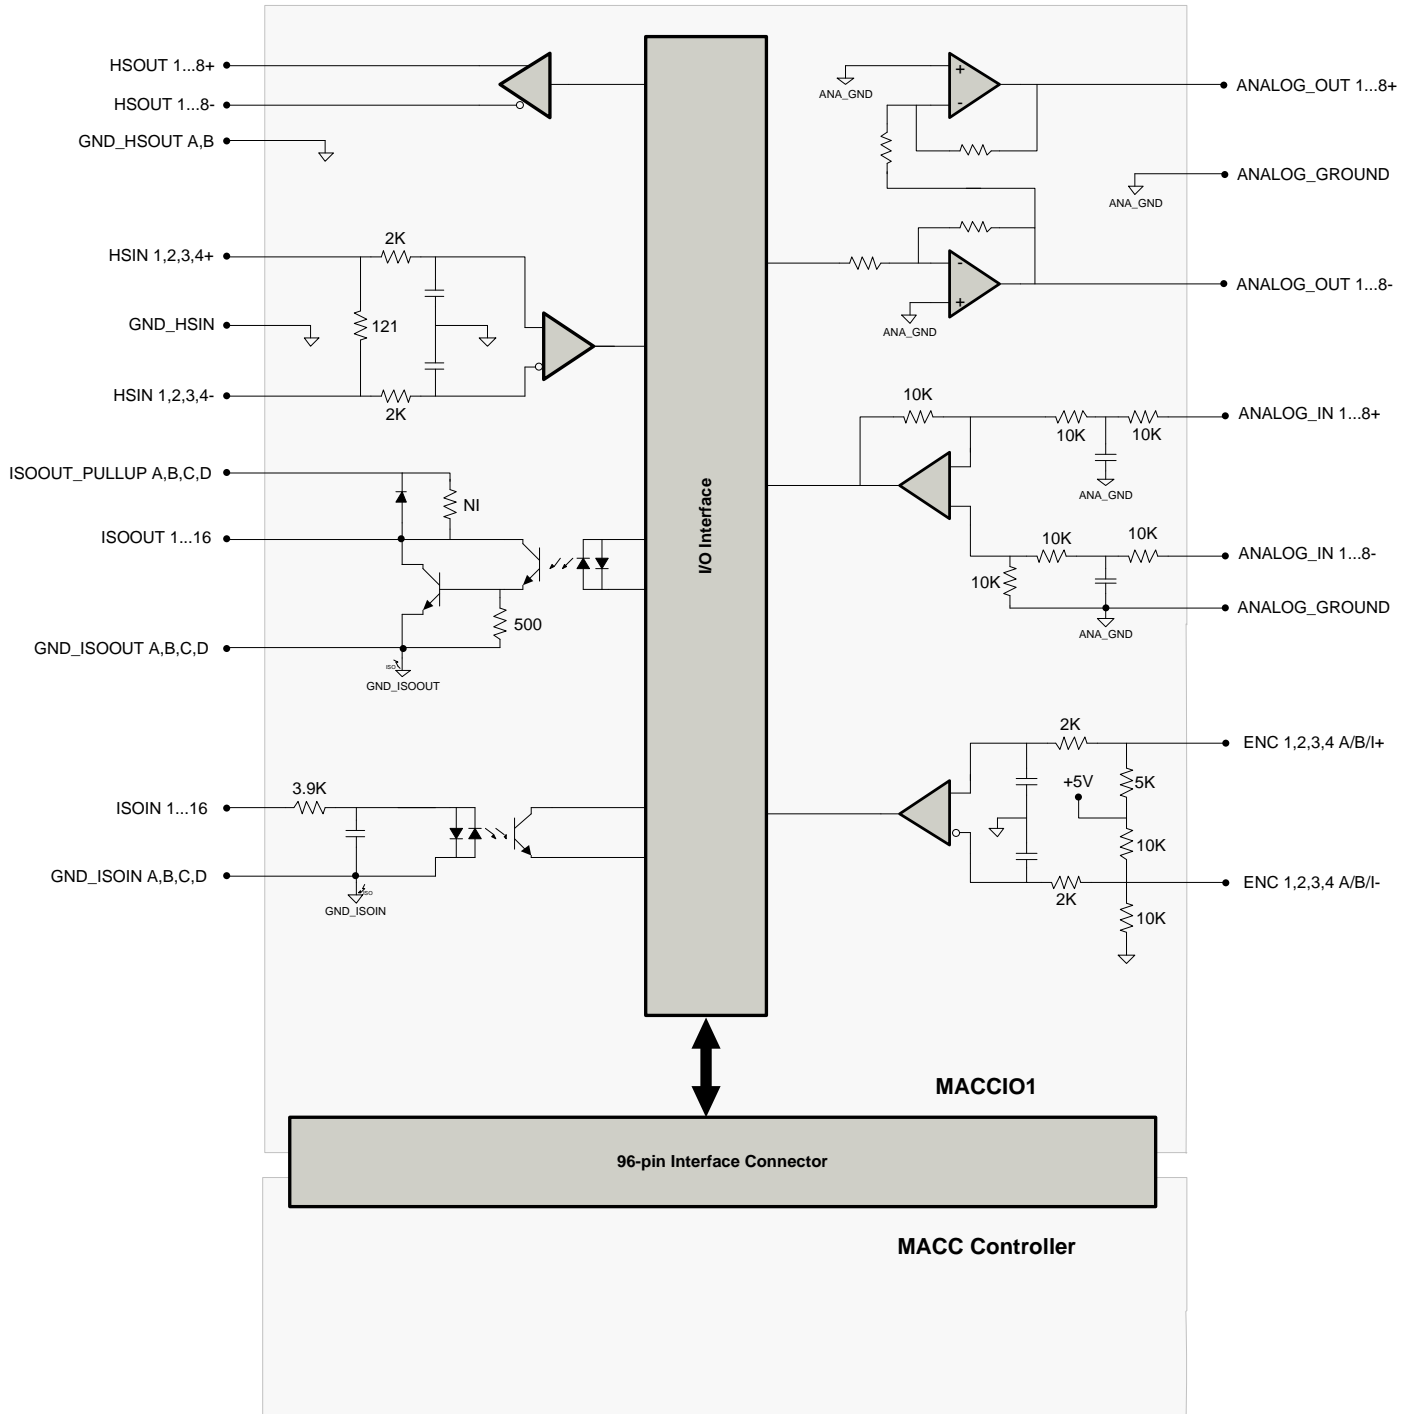 HSOUT 1...8+
HSOUT 1...8-
GND_HSOUT A,B
HSIN 1,2,3,4+
2K
GND_HSIN
121
HSIN 1,2,3,4-
2K
ISOOUT_PULLUP A,B,C,D
NI
ISOOUT 1...16
500
GND_ISOOUT A,B,C,D
ISO
GND_ISOOUT
3.9K
ISOIN 1...16
GND_ISOIN A,B,C,D
ISO
GND_ISOIN
I/O Interface
+
-
ANA_GND
ANALOG_OUT 1...8+
ANALOG_GROUND
ANA_GND
-
+
ANA_GND
ANALOG_OUT 1...8-
10K
10K
10K
ANALOG_IN 1...8+
ANA_GND
10K
10K
ANALOG_IN 1...8-
10K
ANALOG_GROUND
ANA_GND
2K
ENC 1,2,3,4 A/B/I+
+5V
5K
10K
2K
ENC 1,2,3,4 A/B/I-
10K
MACCIO1
96-pin Interface Connector
MACC Controller